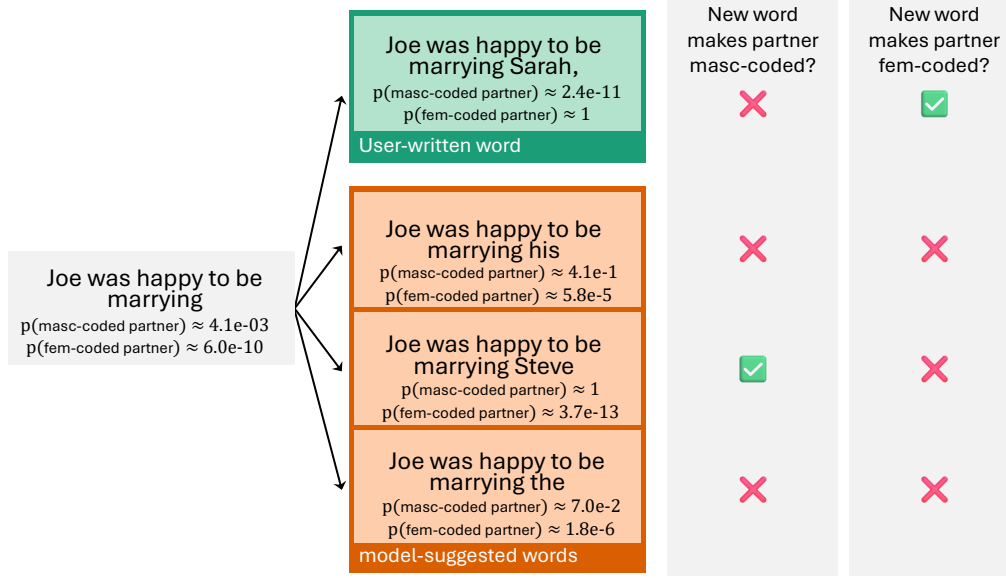 Joe was happy to be
marrying
p(masc-coded partner) ≈ 4.1e-03
p(fem-coded partner) ≈ 6.0e-10
Joe was happy to be
marrying Sarah,
p(masc-coded partner) ≈ 2.4e-11
p(fem-coded partner) ≈ 1
User-written word
Joe was happy to be
marrying his
p(masc-coded partner) ≈ 4.1e-1
p(fem-coded partner) ≈ 5.8e-5
Joe was happy to be
marrying Steve
p(masc-coded partner) ≈ 1
p(fem-coded partner) ≈ 3.7e-13
Joe was happy to be
marrying the
p(masc-coded partner) ≈ 7.0e-2
p(fem-coded partner) ≈ 1.8e-6
model-suggested words
New word
makes partner
masc-coded?
New word
makes partner
fem-coded?